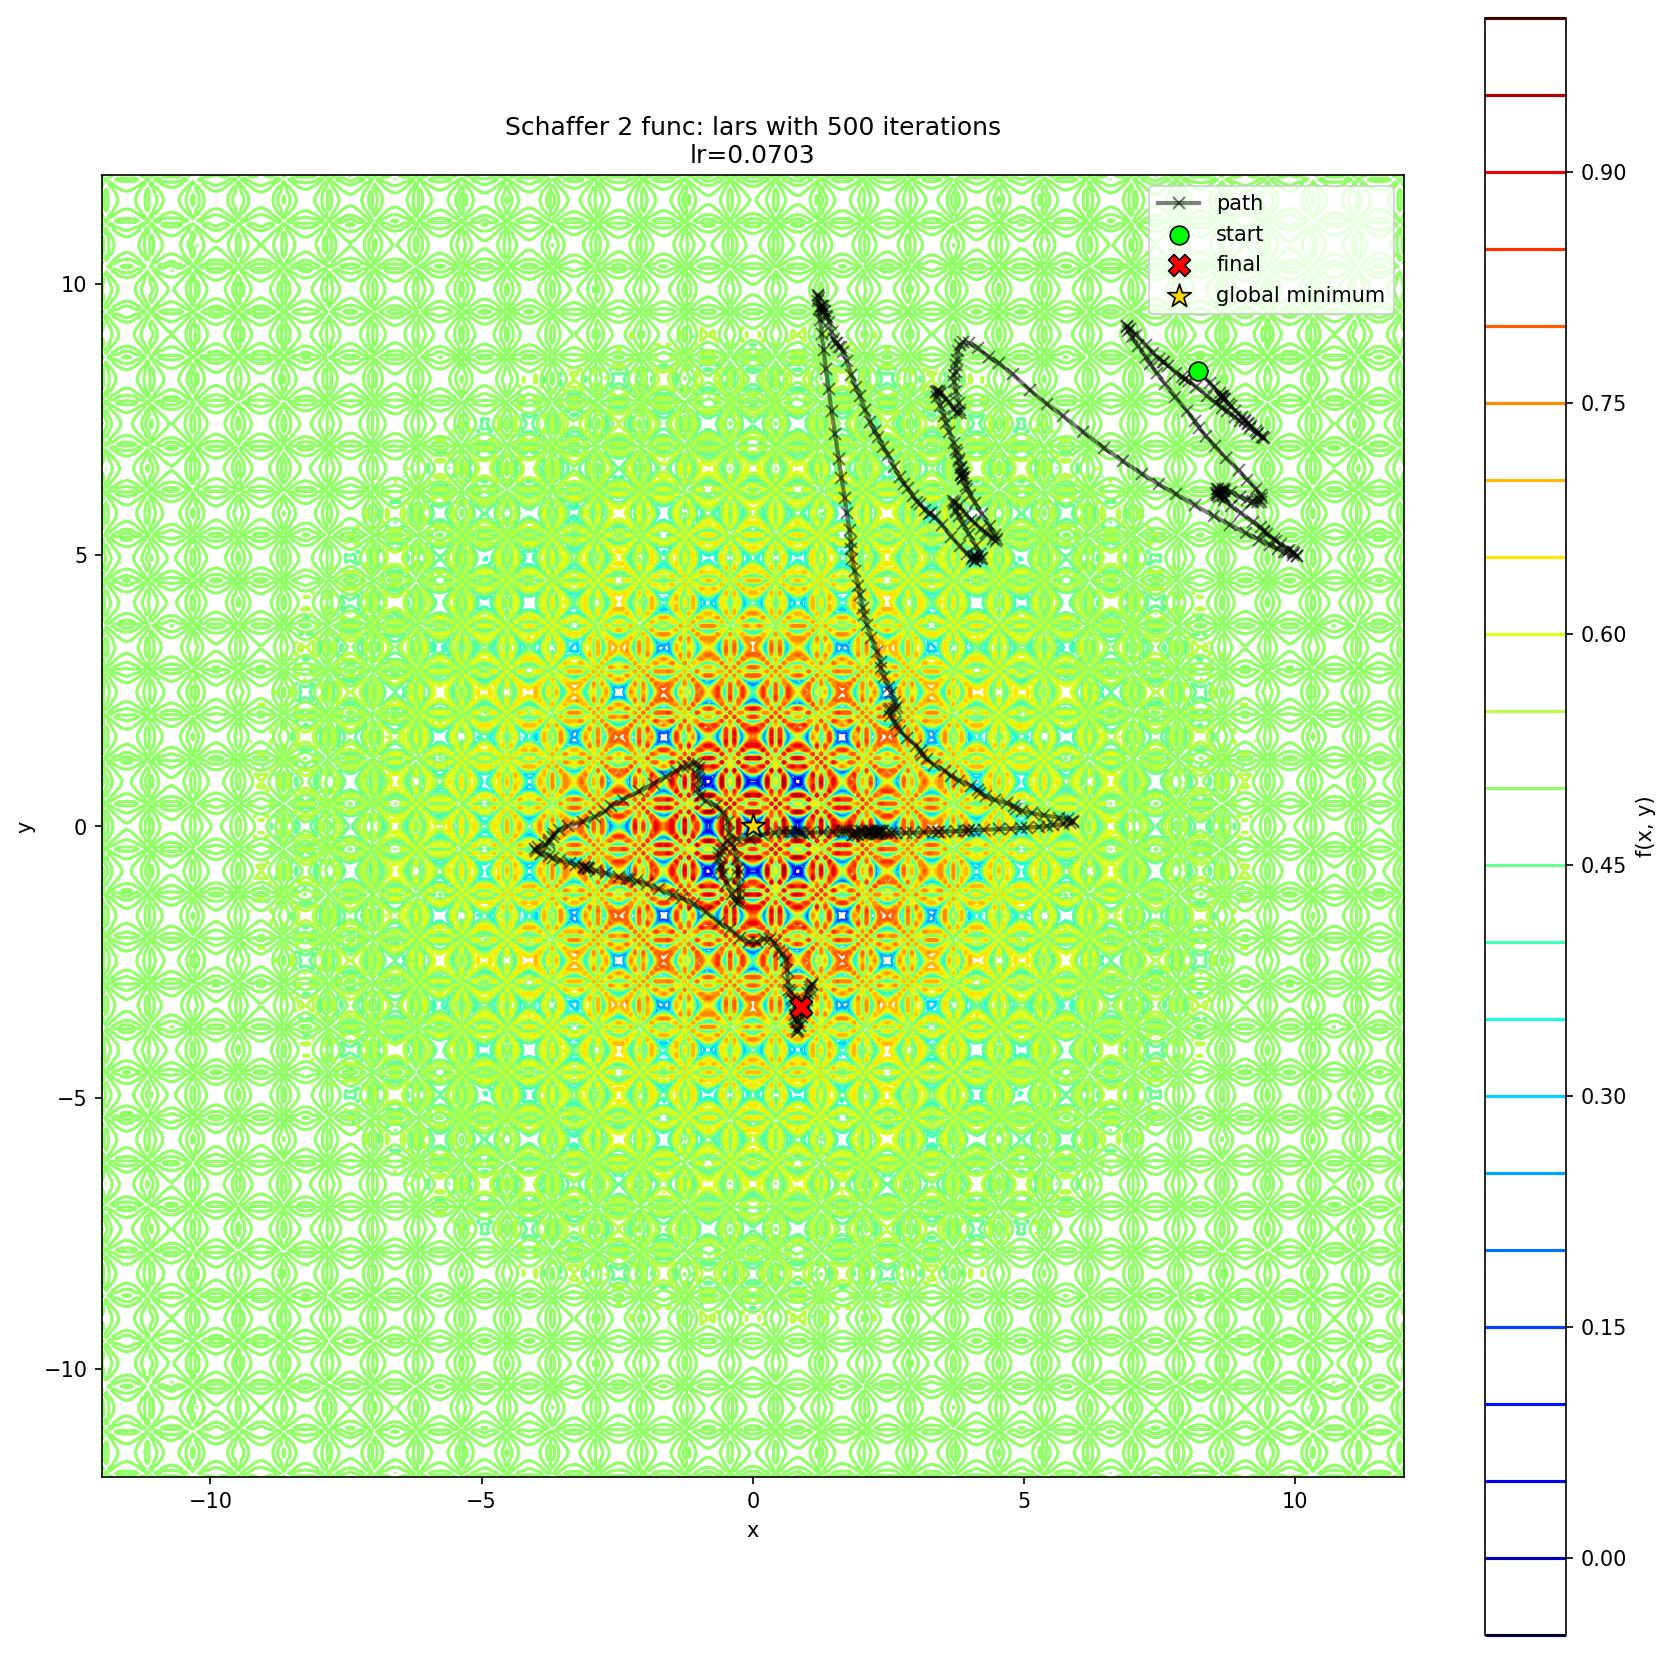 Schaffer 2 func: lars with 500 iterations
lr=0.0703
path
start
final
global minimum
10
5
0
−5
−10
y
−10
−5
0
5
10
x
0.90
0.75
0.60
0.45
0.30
0.15
0.00
f(x, y)